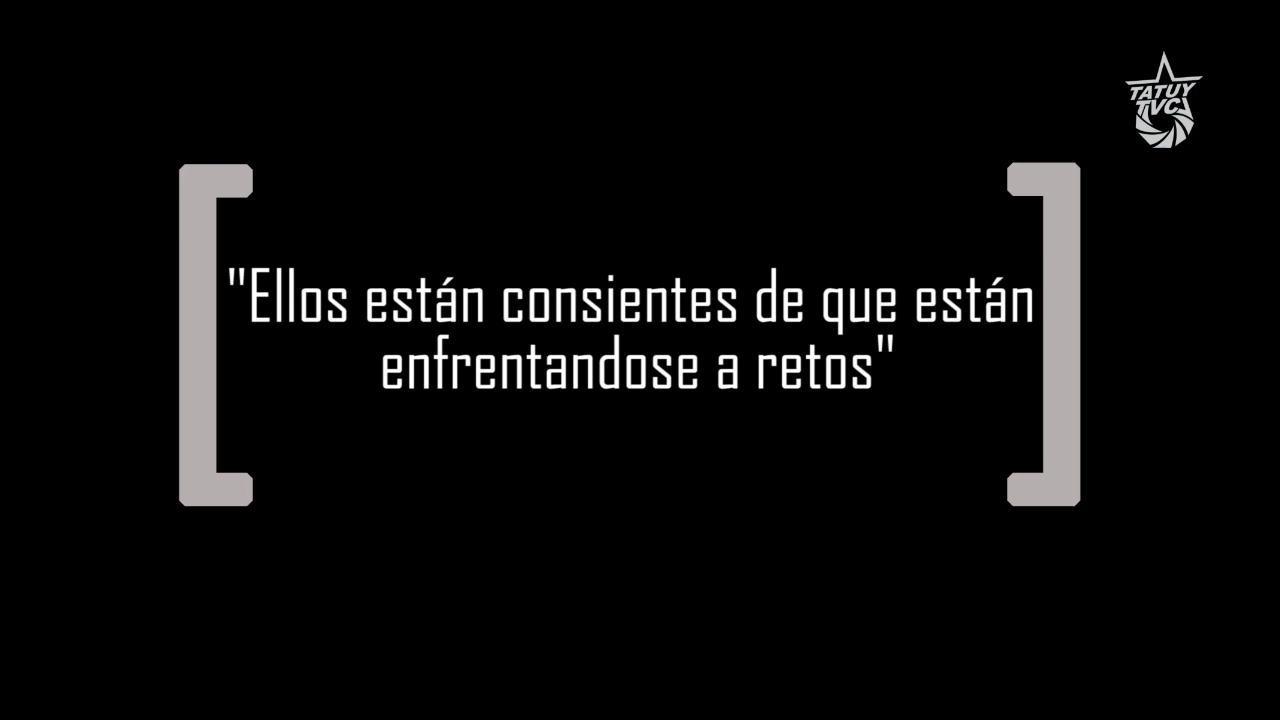 TATUY
TVC
"Ellos están consientes de que están
enfrentandose a retos"